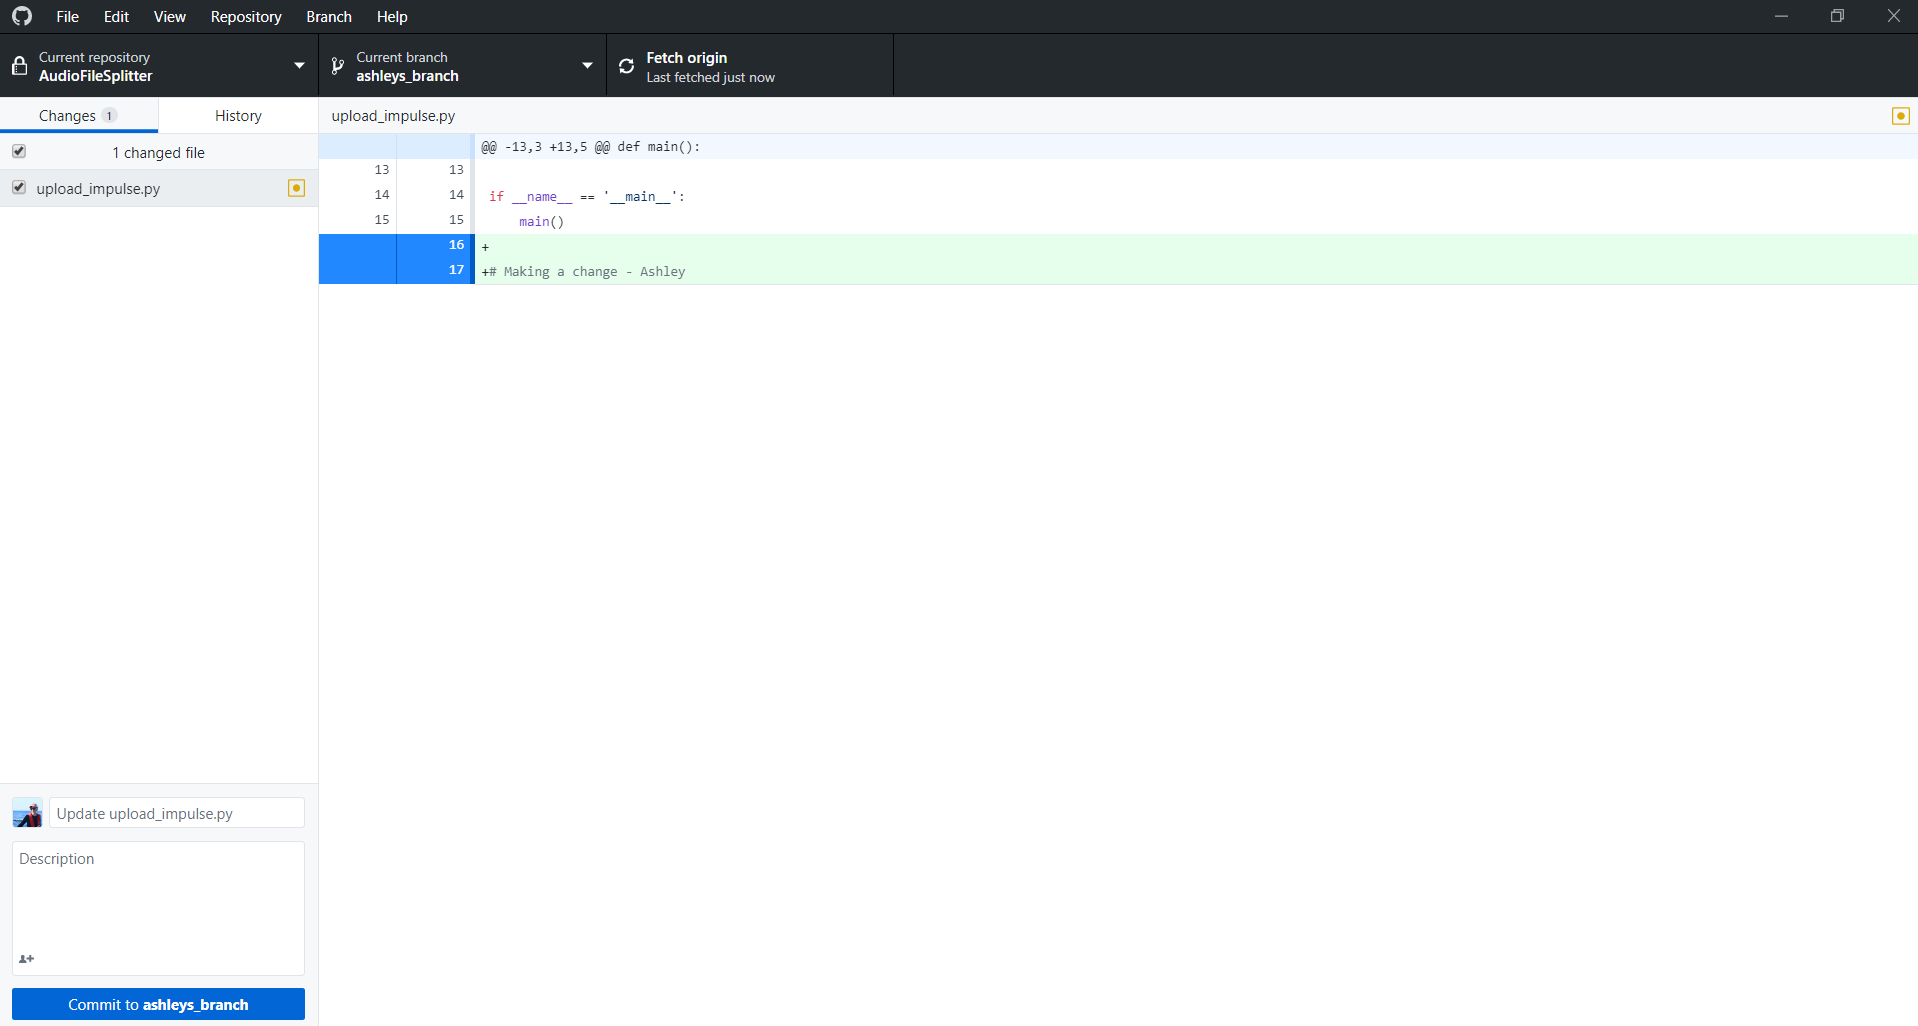 File Edit View Repository Branch Help
Current repository
AudioFileSplitter
Current branch
ashleys_branch
Fetch origin
Last fetched just now
Changes 1
History
upload_impulse.py
1 changed file
upload_impulse.py
@@ -13,3 +13,5 @@ def main():
13 13
14 14 if __name__ == '__main__':
15 15 main()
16 +
17 +# Making a change - Ashley
Update upload_impulse.py
Description
Commit to ashleys_branch